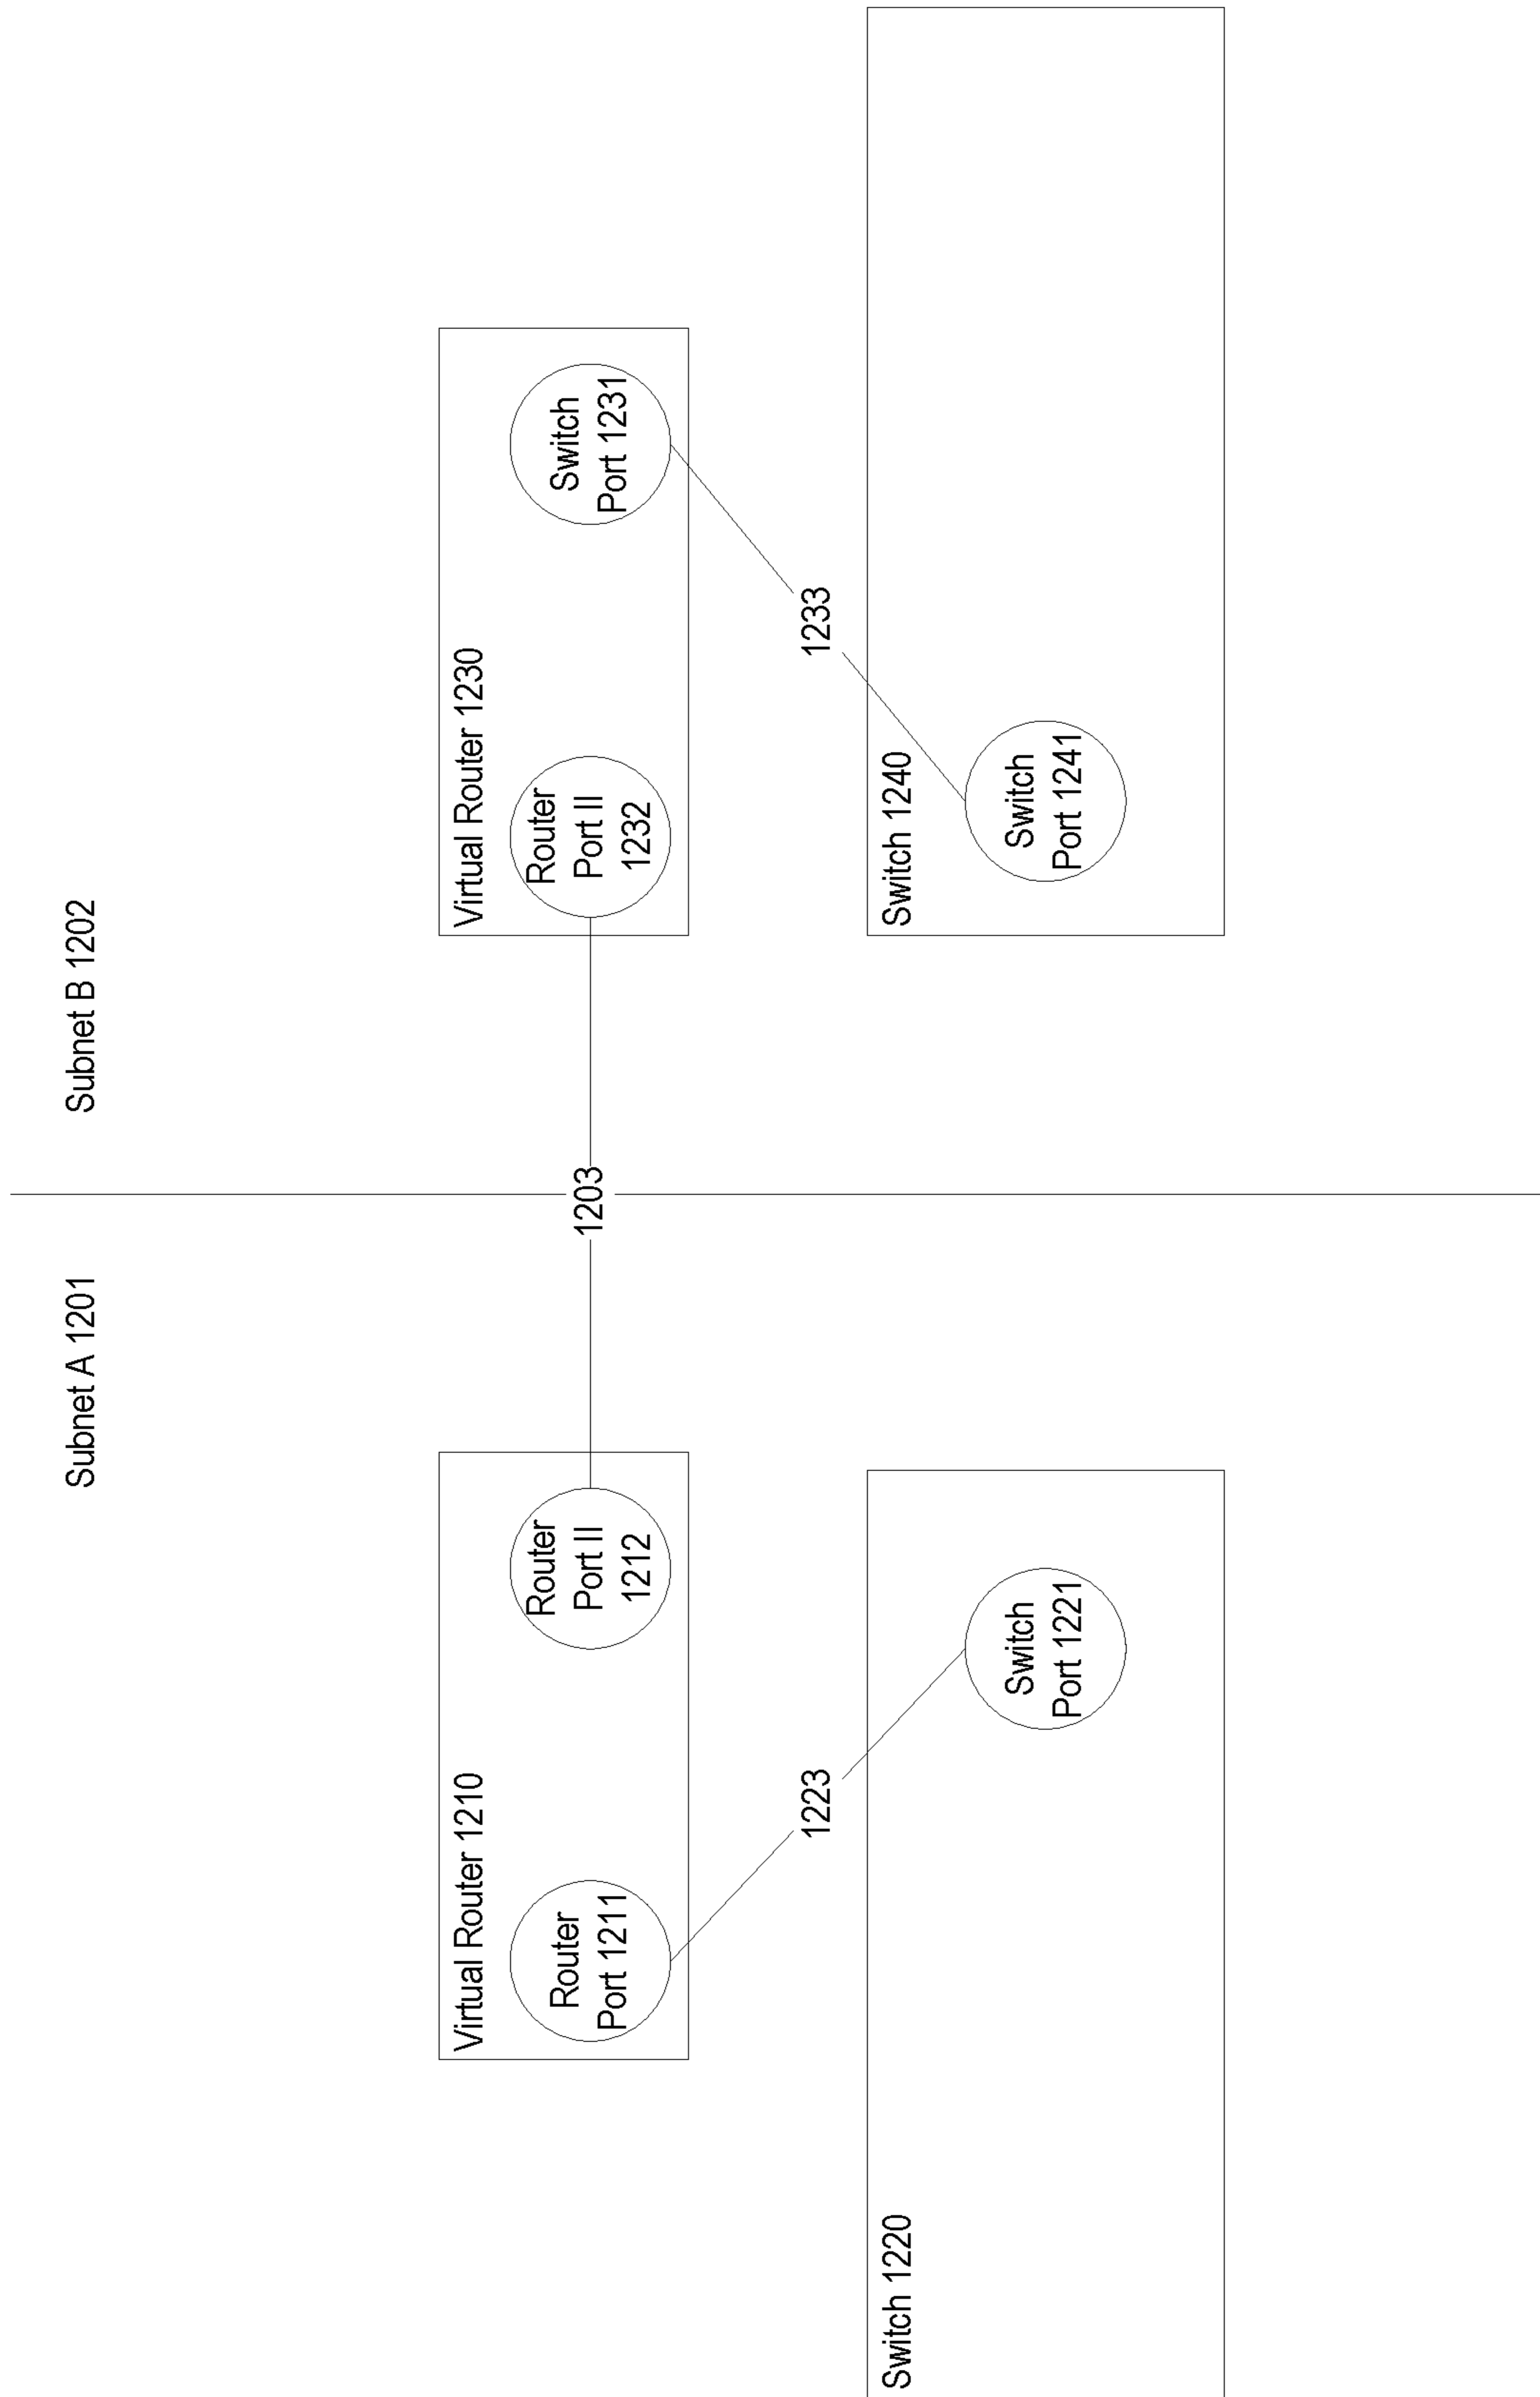 Subnet A 1201
Subnet B 1202
Virtual Router 1210
Router
Port 1211
Router
Port II
1212
1203
Virtual Router 1230
Router
Port II
1232
Switch
Port 1231
1223
1233
Switch 1220
Switch
Port 1221
Switch 1240
Switch
Port 1241